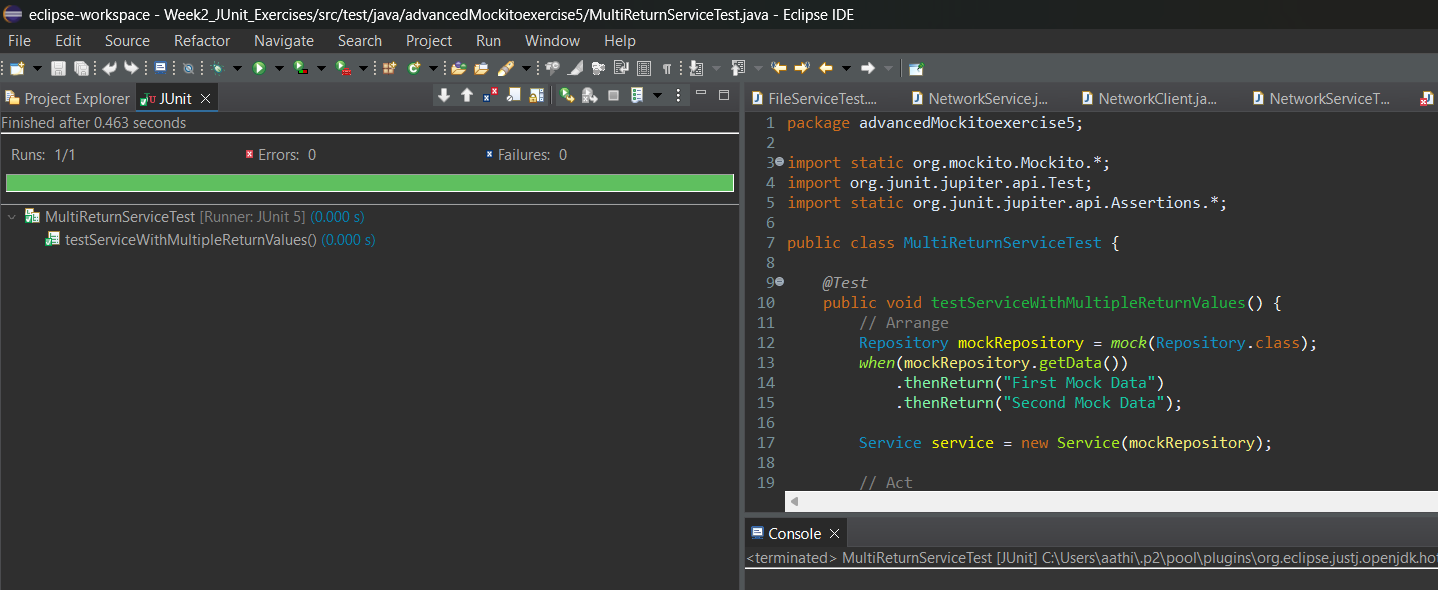 eclipse-workspace - Week2_JUnit_Exercises/src/test/java/advancedMockitoexercise5/MultiReturnServiceTest.java - Eclipse IDE
File Edit Source Refactor Navigate Search Project Run Window Help
Project Explorer JUnit
Finished after 0.463 seconds
Runs: 1/1 Errors: 0 Failures: 0
MultiReturnServiceTest [Runner: JUnit 5] (0.000 s)
testServiceWithMultipleReturnValues() (0.000 s)
FileServiceTest.... NetworkService.j... NetworkClient.ja... NetworkServiceT...
1 package advancedMockitoexercise5;
2
3 import static org.mockito.Mockito.*;
4 import org.junit.jupiter.api.Test;
5 import static org.junit.jupiter.api.Assertions.*;
6
7 public class MultiReturnServiceTest {
8
9 @Test
10 public void testServiceWithMultipleReturnValues() {
11 // Arrange
12 Repository mockRepository = mock(Repository.class);
13 when(mockRepository.getData())
14 .thenReturn("First Mock Data")
15 .thenReturn("Second Mock Data");
16
17 Service service = new Service(mockRepository);
18
19 // Act
Console
<terminated> MultiReturnServiceTest [JUnit] C:\Users\aathi\.p2\pool\plugins\org.eclipse.justj.openjdk.hot